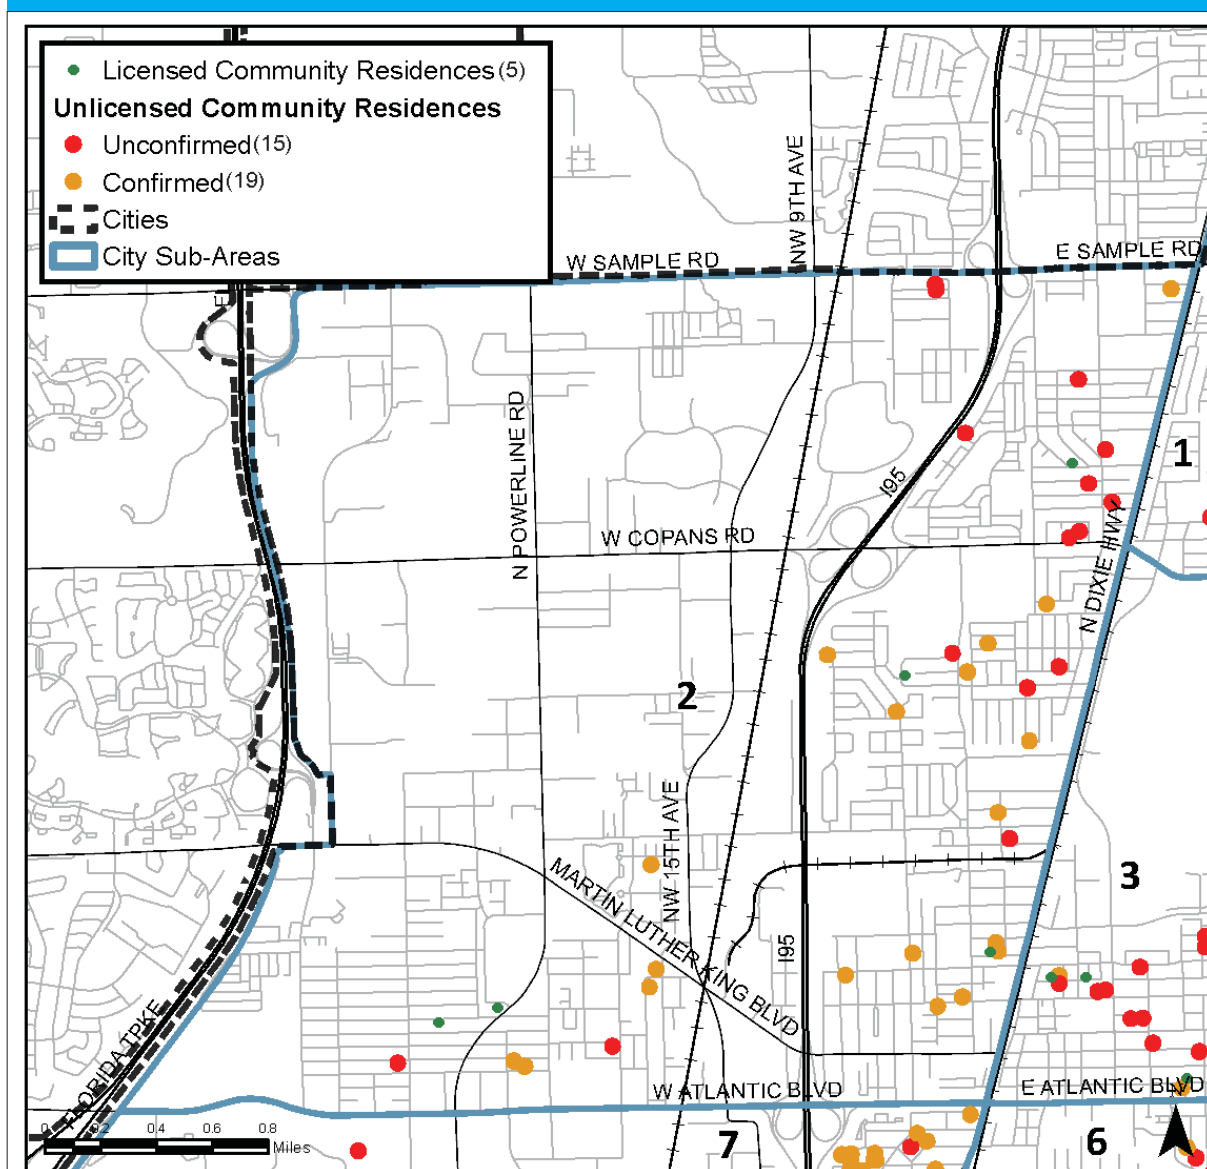 Licensed Community Residences (5)
Unlicensed Community Residences
Unconfirmed (15)
Confirmed (19)
Cities
City Sub-Areas
W SAMPLE RD
E SAMPLE RD
NW 9TH AVE
N POWERLINE RD
I95
1
W COPANS RD
N DIXIE HWY
2
NW 15TH AVE
3
MARTIN LUTHER KING BLVD
I95
FLORIDA TPKE
W ATLANTIC BLVD
E ATLANTIC BLVD
0 0.2 0.4 0.6 0.8
Miles
7
6
N